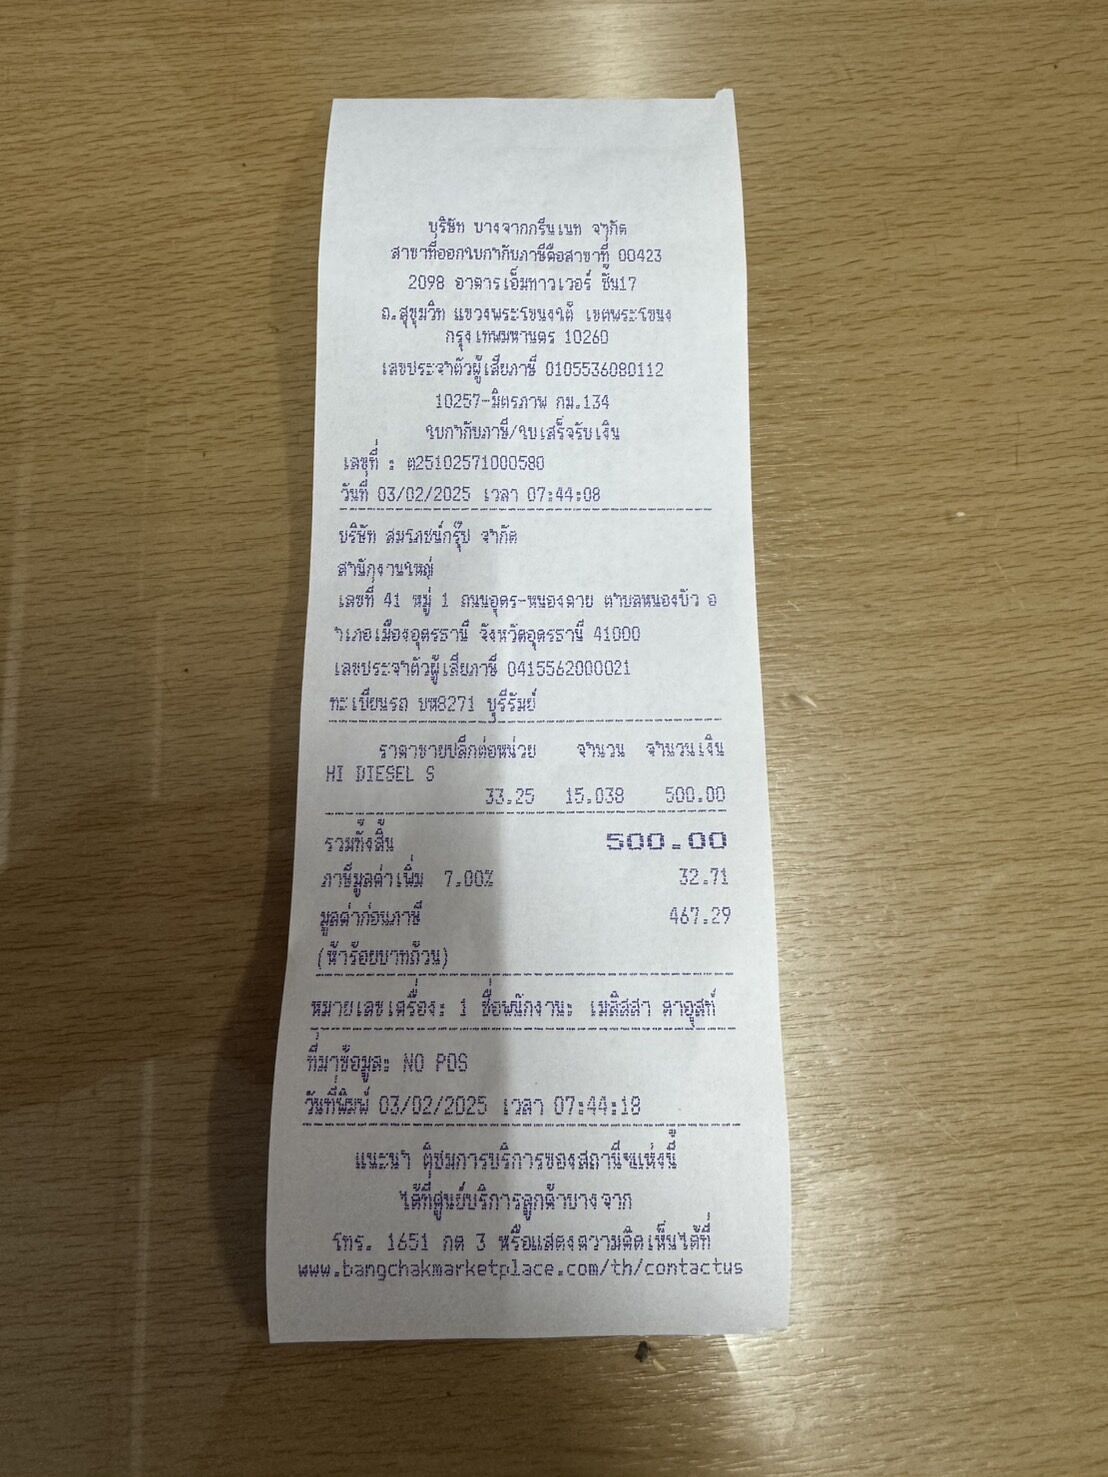 บริษัท บางจากกรีนเนท จำกัด
สาขาที่ออกใบกำกับภาษีคือสาขาที่ 00423
2098 อาคารเอ็มทาวเวอร์ ชั้น17
ถ.สุขุมวิท แขวงพระโขนงใต้ เขตพระโขนง
กรุงเทพมหานคร 10260
เลขประจำตัวผู้เสียภาษี 0105536080112
10257-มิตรภาพ กม.134
ใบกำกับภาษี/ใบเสร็จรับเงิน
เลขที่ : ต25102571000580
วันที่ 03/02/2025 เวลา 07:44:08
บริษัท สมโภชน์กรุ๊ป จำกัด
สำนักงานใหญ่
เลขที่ 41 หมู่ 1 ถนนอุดร-หนองคาย ตำบลหนองบัว อ
ำเภอเมืองอุดรธานี จังหวัดอุดรธานี 41000
เลขประจำตัวผู้เสียภาษี 0415562000021
ทะเบียนรถ บห8271 บุรีรัมย์
ราคาขายปลีกต่อหน่วย จำนวน จำนวนเงิน
HI DIESEL S
33.25 15.038 500.00
รวมทั้งสิ้น 500.00
ภาษีมูลค่าเพิ่ม 7.00% 32.71
มูลค่าก่อนภาษี 467.29
(ห้าร้อยบาทถ้วน)
หมายเลขเครื่อง: 1 ชื่อพนักงาน: เมลิสสา ดาอุสท์
ที่มาข้อมูล: NO POS
วันที่พิมพ์ 03/02/2025 เวลา 07:44:18
แนะนำ ติชมการบริการของสถานีฯแห่งนี้
ได้ที่ศูนย์บริการลูกค้าบางจาก
โทร. 1651 กด 3 หรือแสดงความคิดเห็นได้ที่
www.bangchakmarketplace.com/th/contactus